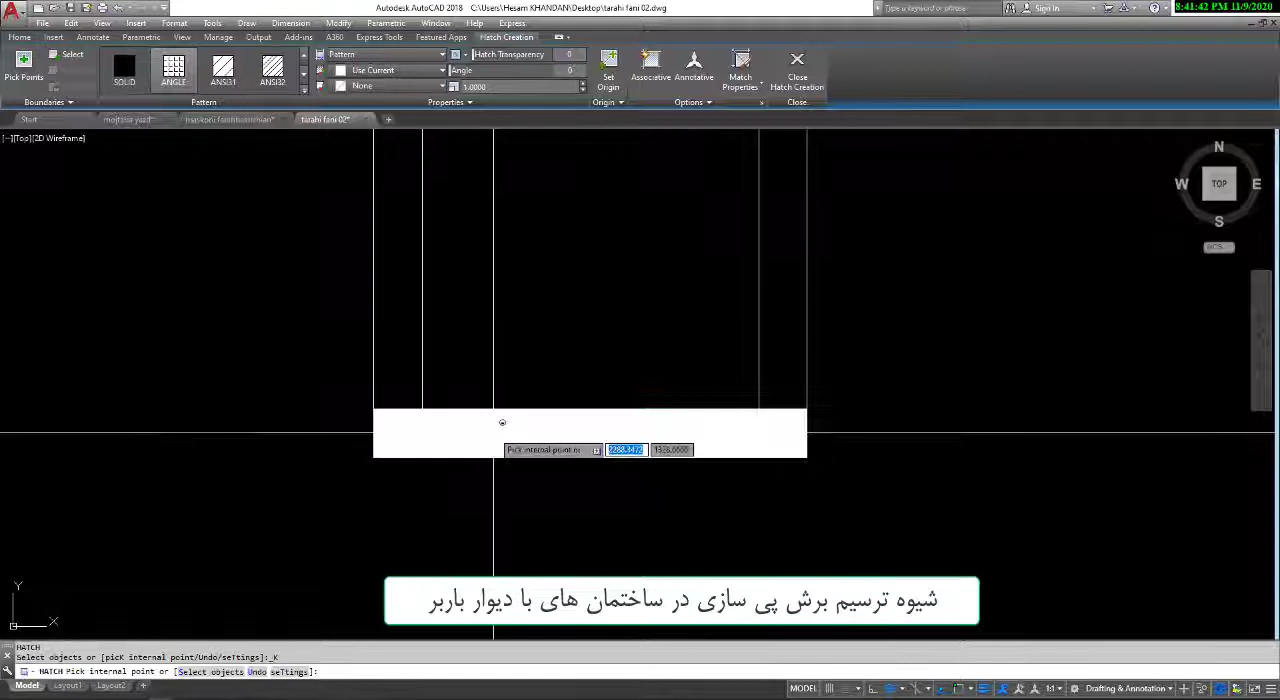 Autodesk AutoCAD 2018 C:\Users\Hesam KHANDAN\Desktop\tarahi fani 02.dwg
Type a keyword or phrase
Sign In
8:41:42 PM 11/9/2020
File Edit View Insert Format Tools Draw Dimension Modify Parametric Window Help Express
Home Insert Annotate Parametric View Manage Output Add-ins A360 Express Tools Featured Apps Hatch Creation
Pick Points
Select
Boundaries
SOLID
ANGLE
ANSI31
ANSI32
Pattern
Pattern
Use Current
None
Hatch Transparency 0
Angle 0
1.0000
Properties
Set Origin
Origin
Associative
Annotative
Match Properties
Options
Close Hatch Creation
Close
Start
tarahi fani 02*
[−][Top][2D Wireframe]
N
W TOP E
S
Pick internal point or
شیوه ترسیم برش پی سازی در ساختمان های با دیوار باربر
Y
X
HATCH
Select objects or [picK internal point/Undo/seTtings]:_K
HATCH Pick internal point or [Select objects Undo seTtings]:
Model Layout1 Layout2 +
MODEL
1:1
Drafting & Annotation